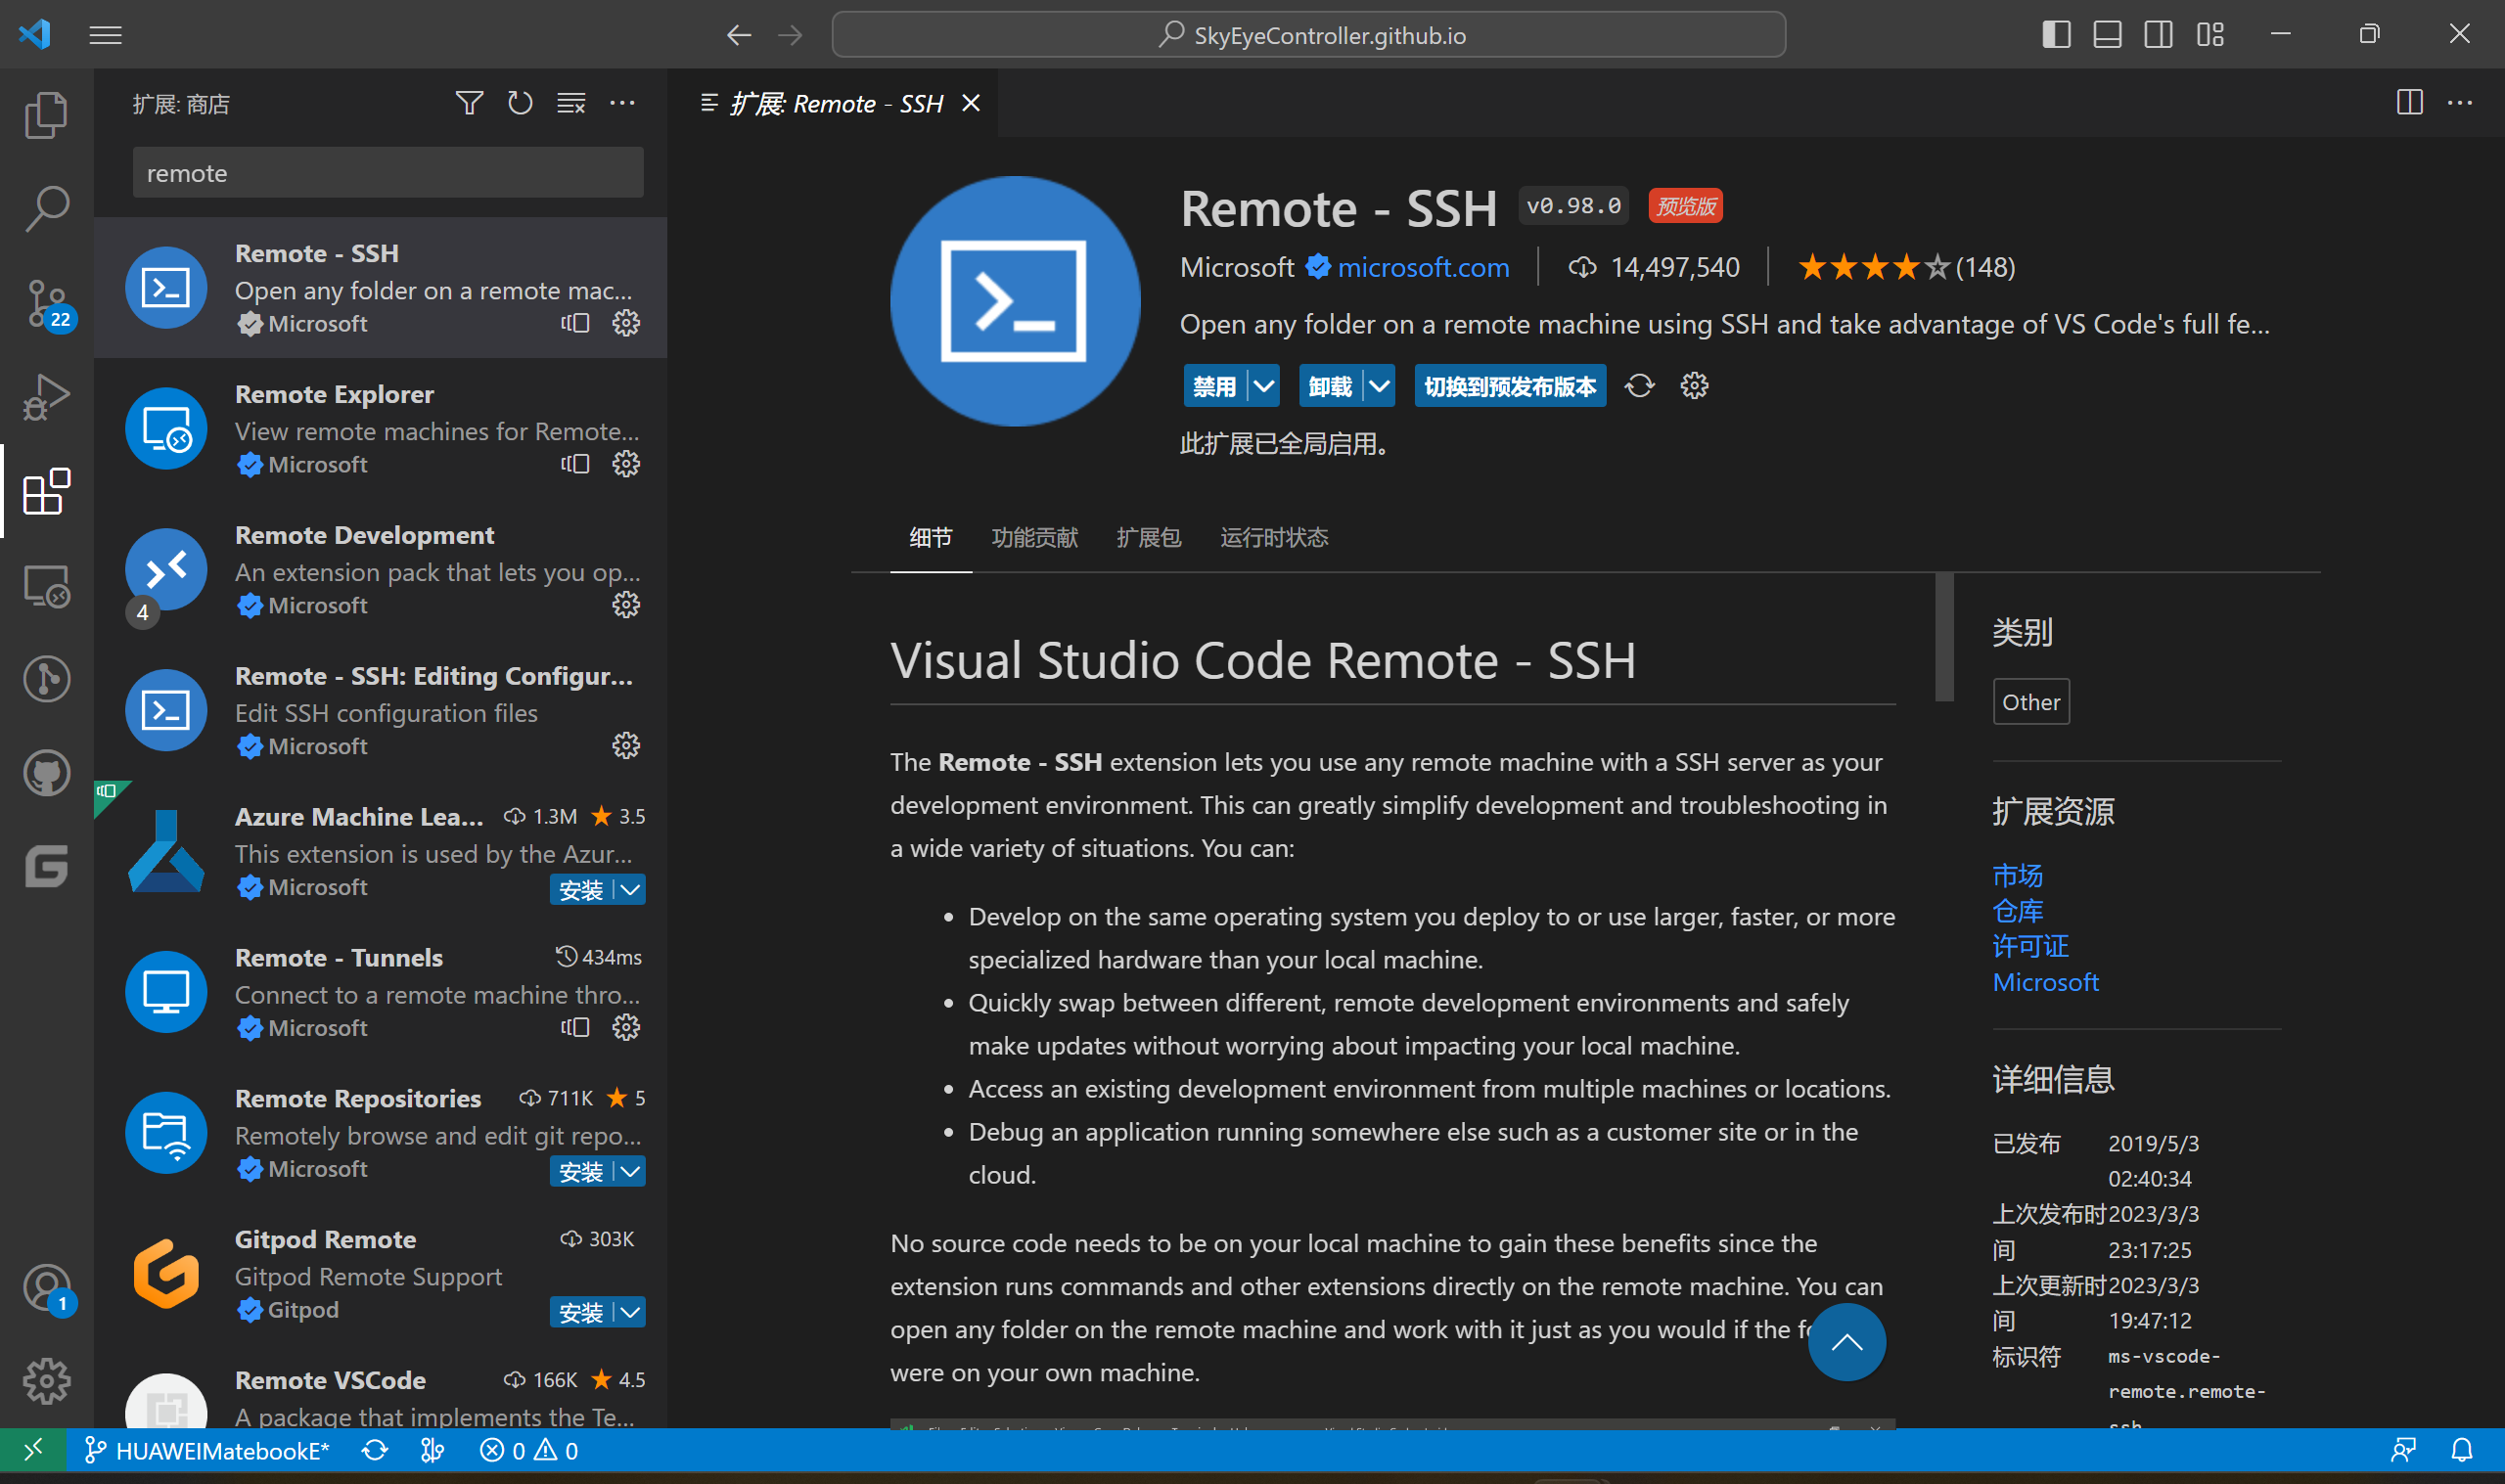 SkyEyeController.github.io
扩展: 商店
remote
Remote - SSH
Open any folder on a remote mac...
Microsoft
Remote Explorer
View remote machines for Remote...
Microsoft
Remote Development
An extension pack that lets you op...
4
Microsoft
Remote - SSH: Editing Configur...
Edit SSH configuration files
Microsoft
Azure Machine Lea... 1.3M 3.5
This extension is used by the Azur...
Microsoft 安装
Remote - Tunnels 434ms
Connect to a remote machine thro...
Microsoft
Remote Repositories 711K 5
Remotely browse and edit git repo...
Microsoft 安装
Gitpod Remote 303K
Gitpod Remote Support
Gitpod 安装
Remote VSCode 166K 4.5
A package that implements the Te...
22
1
扩展: Remote - SSH
Remote - SSH v0.98.0 预览版
Microsoft microsoft.com 14,497,540 (148)
Open any folder on a remote machine using SSH and take advantage of VS Code's full fe...
禁用 卸载 切换到预发布版本
此扩展已全局启用。
细节 功能贡献 扩展包 运行时状态
Visual Studio Code Remote - SSH
The Remote - SSH extension lets you use any remote machine with a SSH server as your
development environment. This can greatly simplify development and troubleshooting in
a wide variety of situations. You can:
• Develop on the same operating system you deploy to or use larger, faster, or more
specialized hardware than your local machine.
• Quickly swap between different, remote development environments and safely
make updates without worrying about impacting your local machine.
• Access an existing development environment from multiple machines or locations.
• Debug an application running somewhere else such as a customer site or in the
cloud.
No source code needs to be on your local machine to gain these benefits since the
extension runs commands and other extensions directly on the remote machine. You can
open any folder on the remote machine and work with it just as you would if the
were on your own machine.
类别
Other
扩展资源
市场
仓库
许可证
Microsoft
详细信息
已发布 2019/5/3
02:40:34
上次发布时 2023/3/3
间 23:17:25
上次更新时 2023/3/3
间 19:47:12
标识符 ms-vscode-
remote.remote-
ssh
HUAWEIMatebookE* 0 0